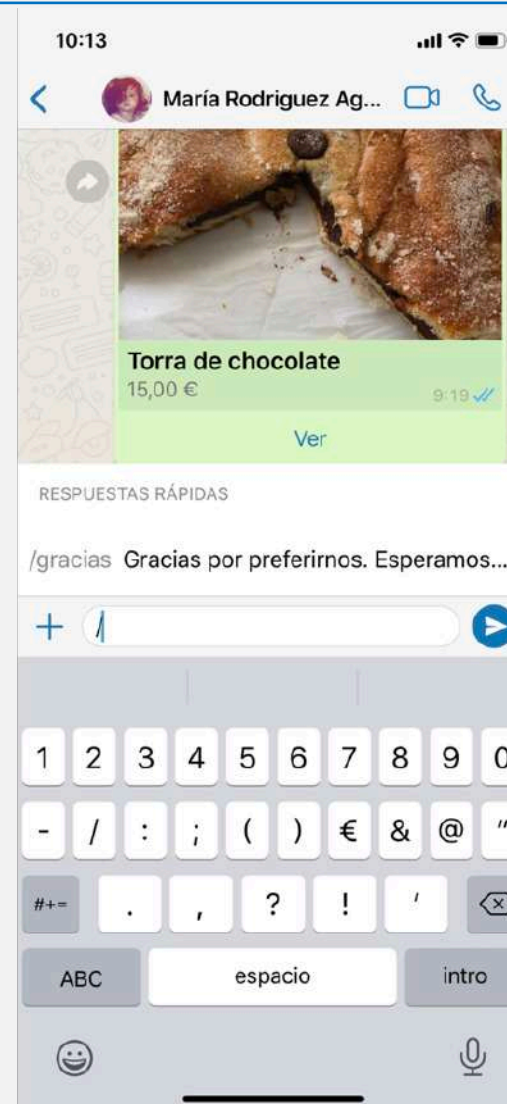 10:13
María Rodriguez Ag...
Torra de chocolate
15,00 €
9:19
Ver
RESPUESTAS RÁPIDAS
/gracias Gracias por preferirnos. Esperamos...
/
1 2 3 4 5 6 7 8 9 0
- / : ; ( ) € & @ "
#+= . , ? ! '
ABC espacio intro